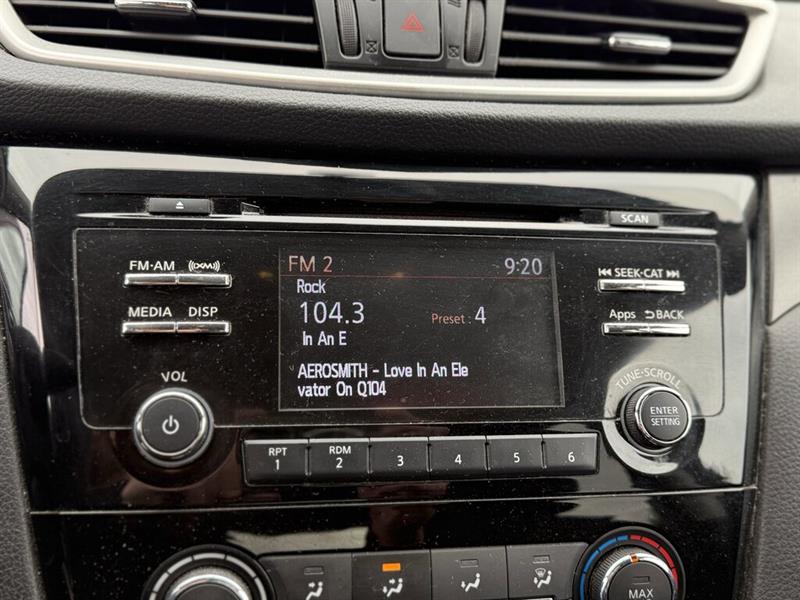 SCAN
FM·AM
XM
FM 2 9:20
SEEK·CAT
Rock
104.3 Preset : 4
MEDIA DISP
Apps BACK
In An E
AEROSMITH - Love In An Ele
vator On Q104
VOL
TUNE·SCROLL
ENTER
SETTING
RPT
1
RDM
2
3
4
5
6
MAX